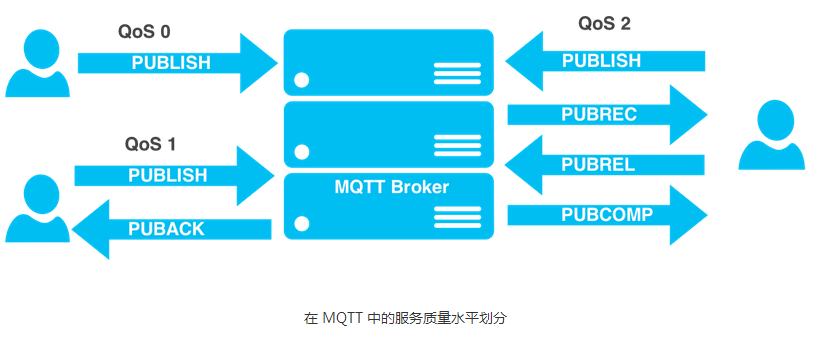 QoS 0
PUBLISH
QoS 1
PUBLISH
PUBACK
MQTT Broker
QoS 2
PUBLISH
PUBREC
PUBREL
PUBCOMP
在 MQTT 中的服务质量水平划分